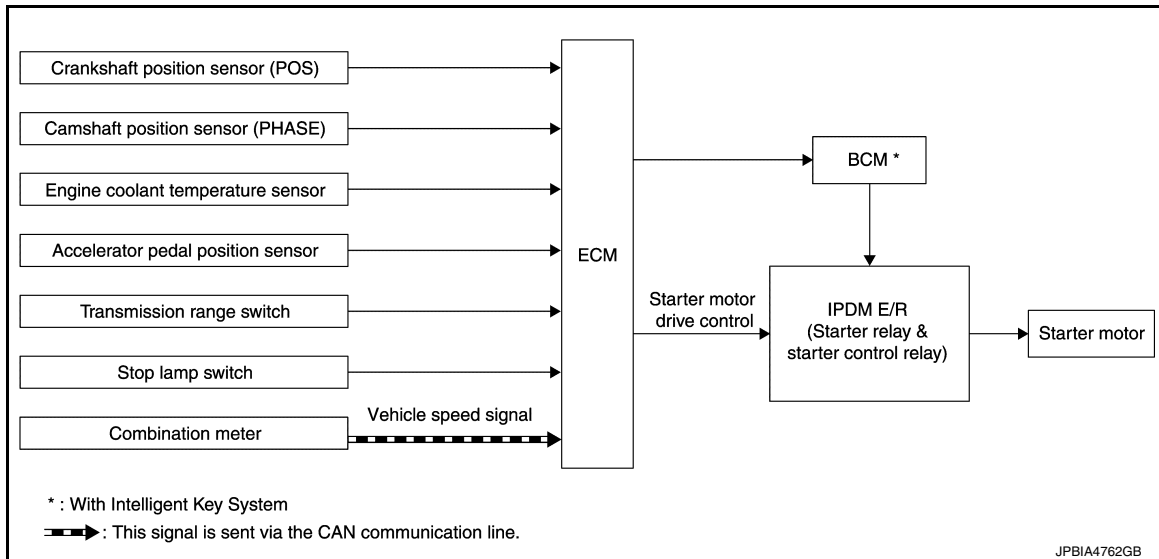 Crankshaft position sensor (POS)
Camshaft position sensor (PHASE)
Engine coolant temperature sensor
Accelerator pedal position sensor
Transmission range switch
Stop lamp switch
Combination meter
Vehicle speed signal
ECM
BCM *
Starter motor
drive control
IPDM E/R
(Starter relay &
starter control relay)
Starter motor
* : With Intelligent Key System
: This signal is sent via the CAN communication line.
JPBIA4762GB